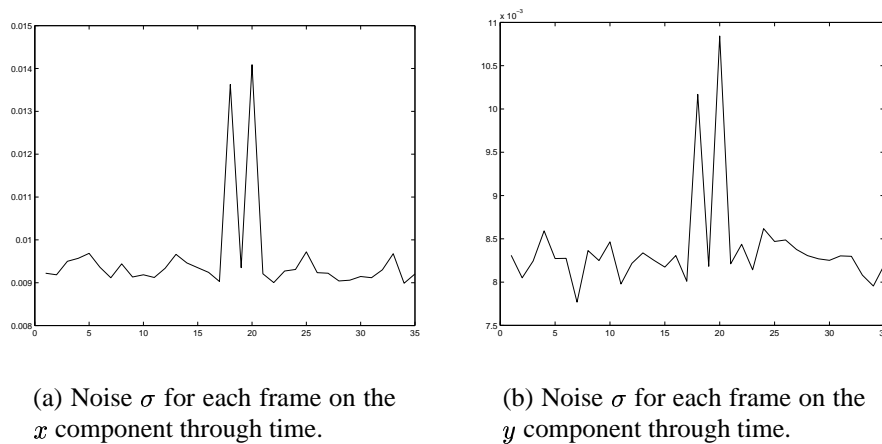 0.015
0.014
0.013
0.012
0.011
0.01
0.009
0.008
0 5 10 15 20 25 30 35
x 10⁻³
11
10.5
10
9.5
9
8.5
8
7.5
0 5 10 15 20 25 30 35
(a) Noise σ for each frame on the
x component through time.
(b) Noise σ for each frame on the
y component through time.